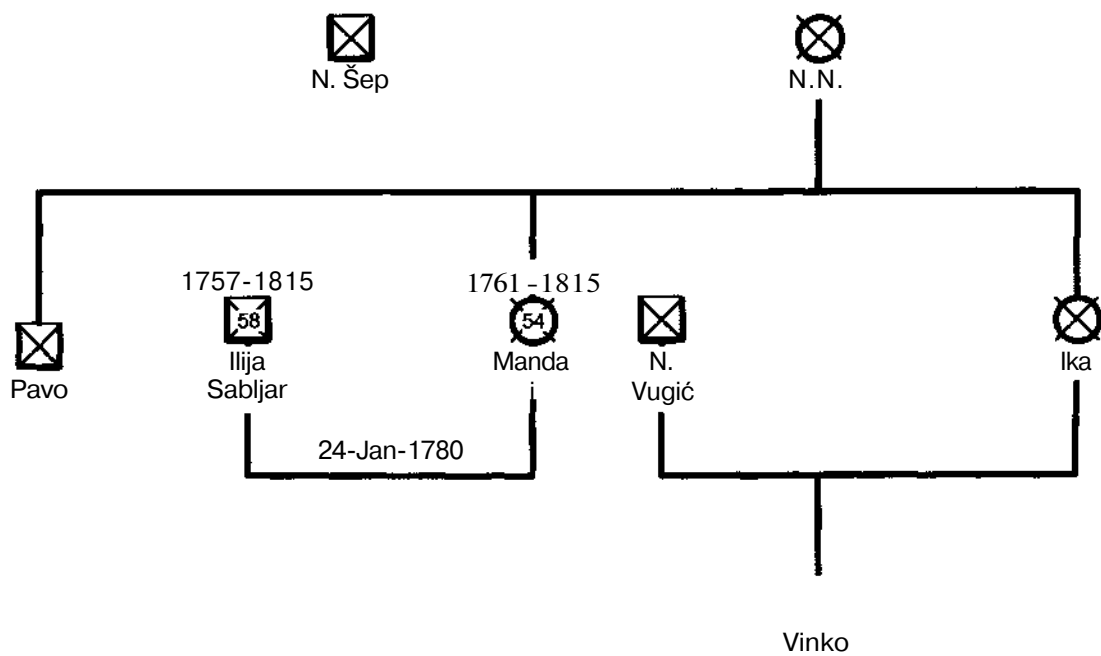 N. Šep
N.N.
1757-1815
1761-1815
58
54
Pavo
Ilija
Sabljar
Manda
N.
Vugić
Ika
24-Jan-1780
Vinko